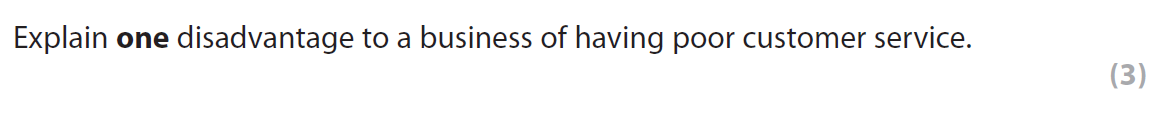 Explain one disadvantage to a business of having poor customer service.
(3)